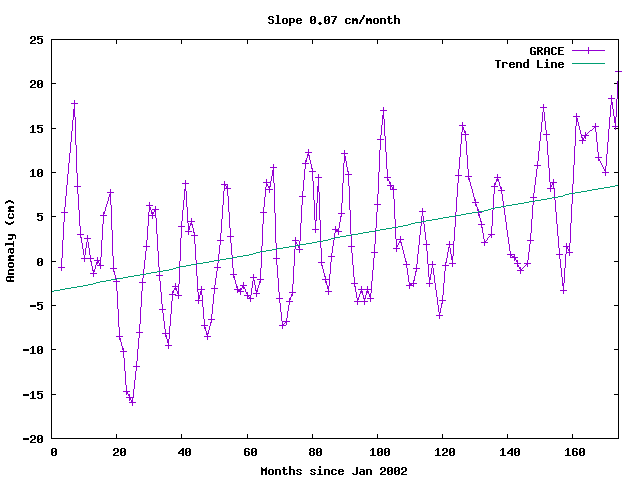 Slope 0.07 cm/month
GRACE
Trend Line
25
20
15
10
5
0
-5
-10
-15
-20
Anomaly (cm)
0 20 40 60 80 100 120 140 160
Months since Jan 2002